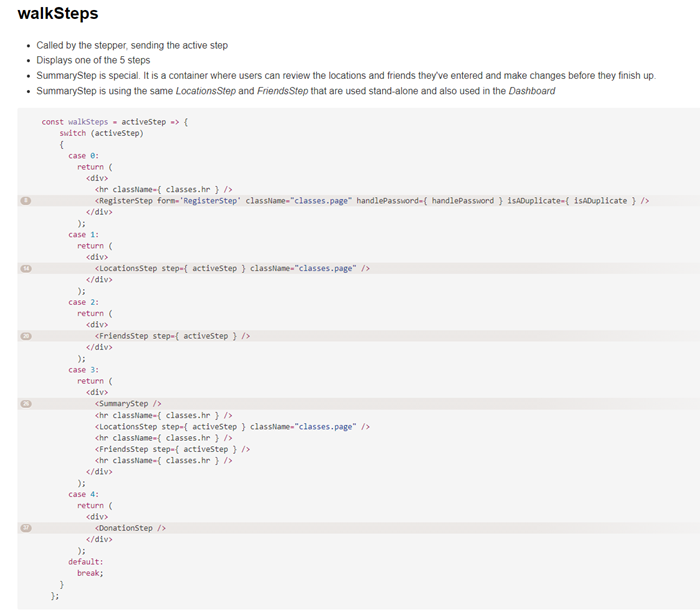 walkSteps
Called by the stepper, sending the active step
Displays one of the 5 steps
SummaryStep is special. It is a container where users can review the locations and friends they've entered and make changes before they finish up.
SummaryStep is using the same LocationsStep and FriendsStep that are used stand-alone and also used in the Dashboard
const walkSteps = activeStep => {
switch (activeStep)
{
case 0:
return (
<div>
<hr className={ classes.hr } />
8 <RegisterStep form='RegisterStep' className="classes.page" handlePassword={ handlePassword } isADuplicate={ isADuplicate } />
</div>
);
case 1:
return (
<div>
14 <LocationsStep step={ activeStep } className="classes.page" />
</div>
);
case 2:
return (
<div>
20 <FriendsStep step={ activeStep } />
</div>
);
case 3:
return (
<div>
26 <SummaryStep />
<hr className={ classes.hr } />
<LocationsStep step={ activeStep } className="classes.page" />
<hr className={ classes.hr } />
<FriendsStep step={ activeStep } />
<hr className={ classes.hr } />
</div>
);
case 4:
return (
<div>
37 <DonationStep />
</div>
);
default:
break;
}
};